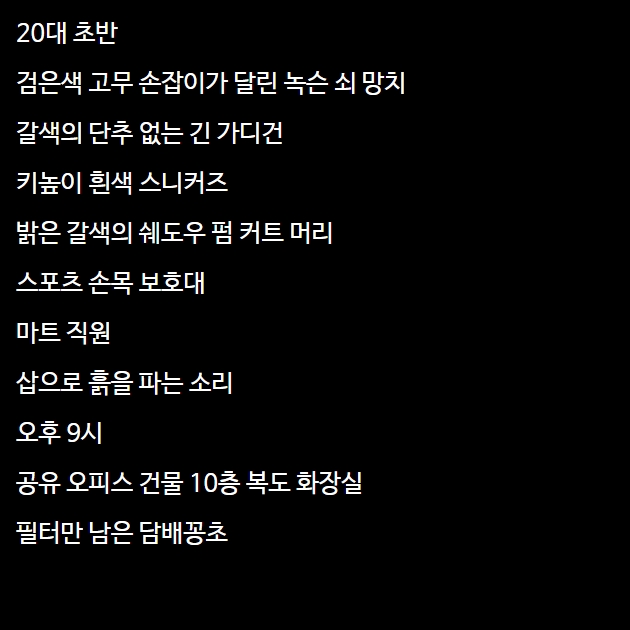 20대 초반
검은색 고무 손잡이가 달린 녹슨 쇠 망치
갈색의 단추 없는 긴 가디건
키높이 흰색 스니커즈
밝은 갈색의 쉐도우 펌 커트 머리
스포츠 손목 보호대
마트 직원
삽으로 흙을 파는 소리
오후 9시
공유 오피스 건물 10층 복도 화장실
필터만 남은 담배꽁초